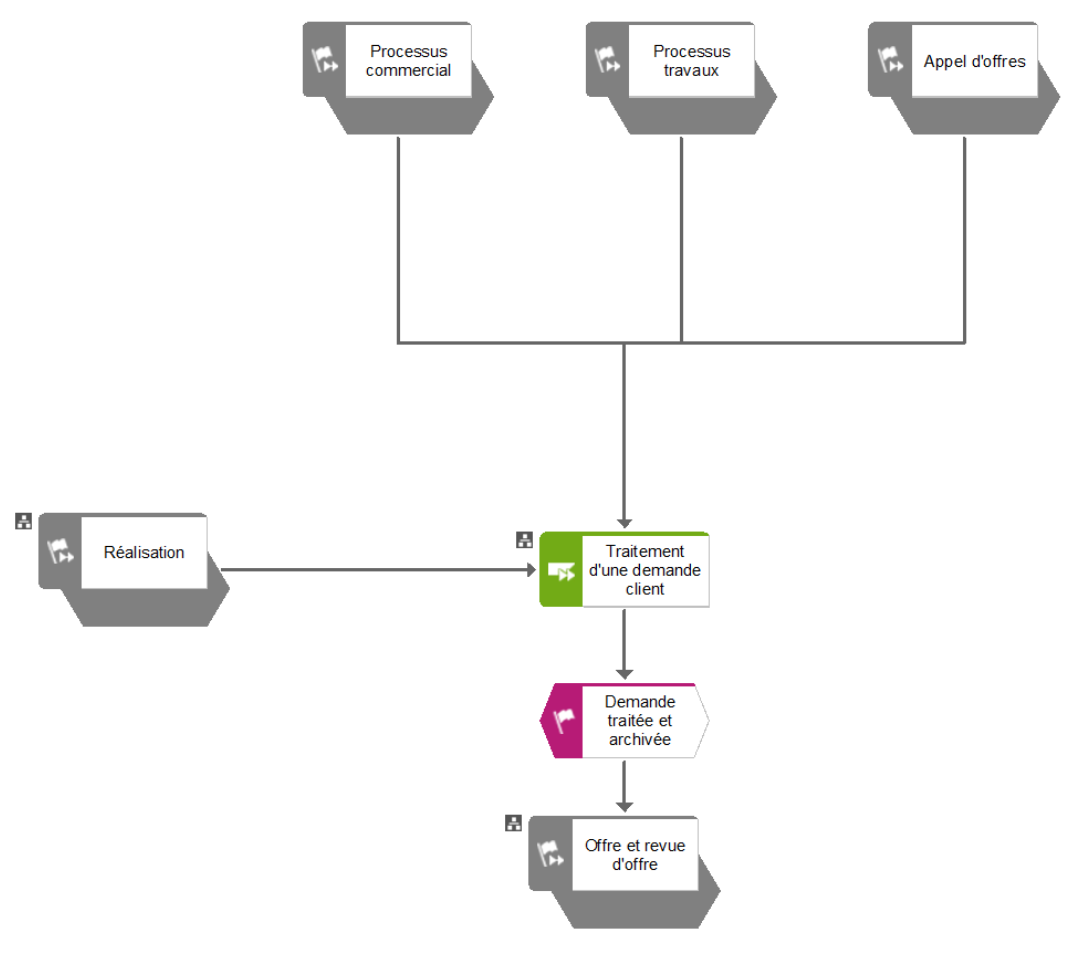 Processus
commercial
Processus
travaux
Appel d'offres
Réalisation
Traitement
d'une demande
client
Demande
traitée et
archivée
Offre et revue
d'offre